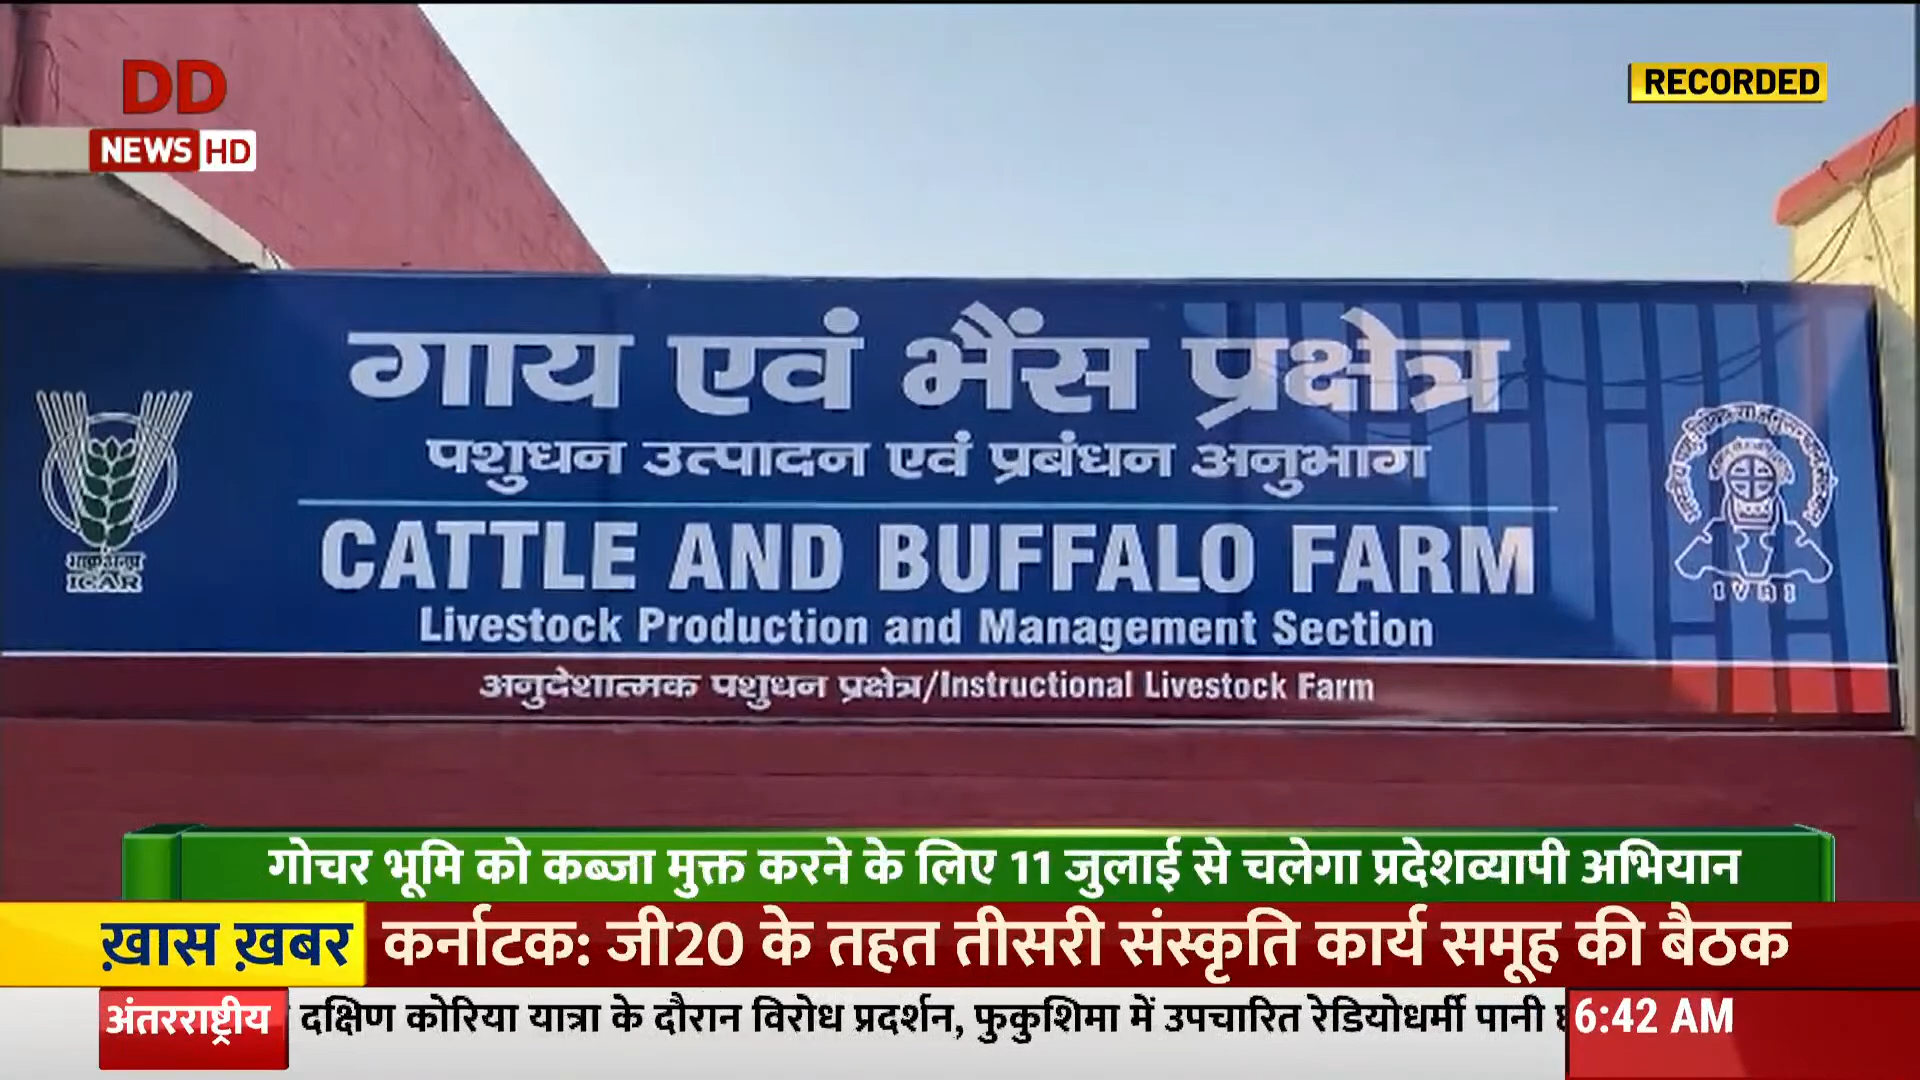 DD
NEWS HD
RECORDED
गाय एवं भैंस प्रक्षेत्र
पशुधन उत्पादन एवं प्रबंधन अनुभाग
CATTLE AND BUFFALO FARM
Livestock Production and Management Section
अनुदेशात्मक पशुधन प्रक्षेत्र/Instructional Livestock Farm
भाकृअनुप
ICAR
IVRI
गोचर भूमि को कब्जा मुक्त करने के लिए 11 जुलाई से चलेगा प्रदेशव्यापी अभियान
ख़ास ख़बर
कर्नाटक: जी20 के तहत तीसरी संस्कृति कार्य समूह की बैठक
अंतरराष्ट्रीय
दक्षिण कोरिया यात्रा के दौरान विरोध प्रदर्शन, फुकुशिमा में उपचारित रेडियोधर्मी पानी
6:42 AM